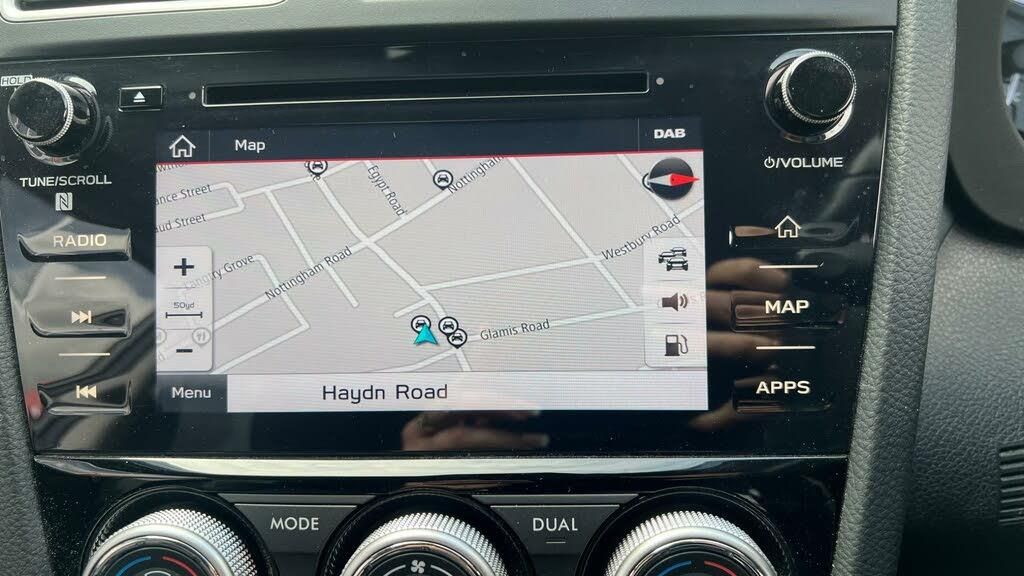 HOLD
TUNE/SCROLL
RADIO
Map
DAB
⏻/VOLUME
Egypt Road
Nottingham
ance Street
aud Street
Langtry Grove
Nottingham Road
Westbury Road
+
50yd
−
Glamis Road
Menu
Haydn Road
MAP
APPS
MODE
DUAL